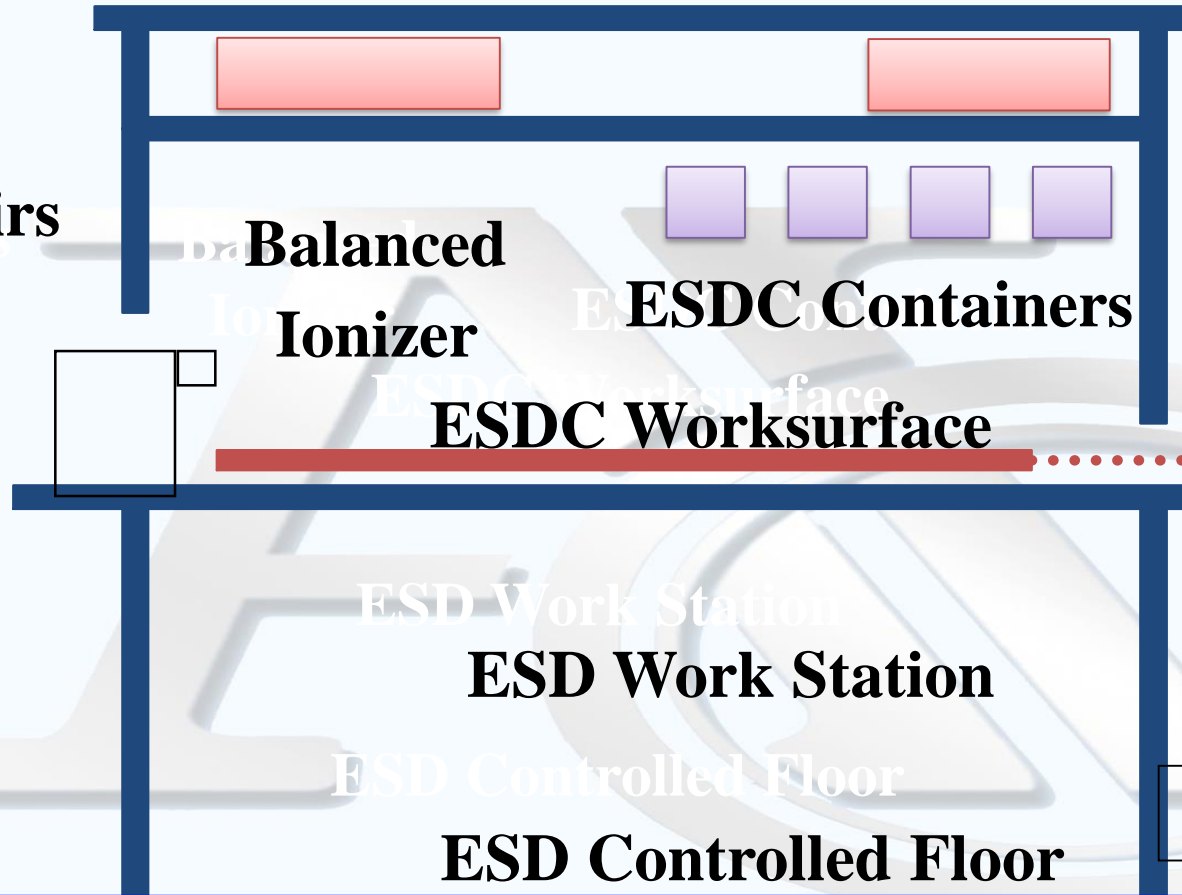 irs
Balanced
Ionizer
ESDC Containers
ESDC Worksurface
ESD Work Station
ESD Controlled Floor